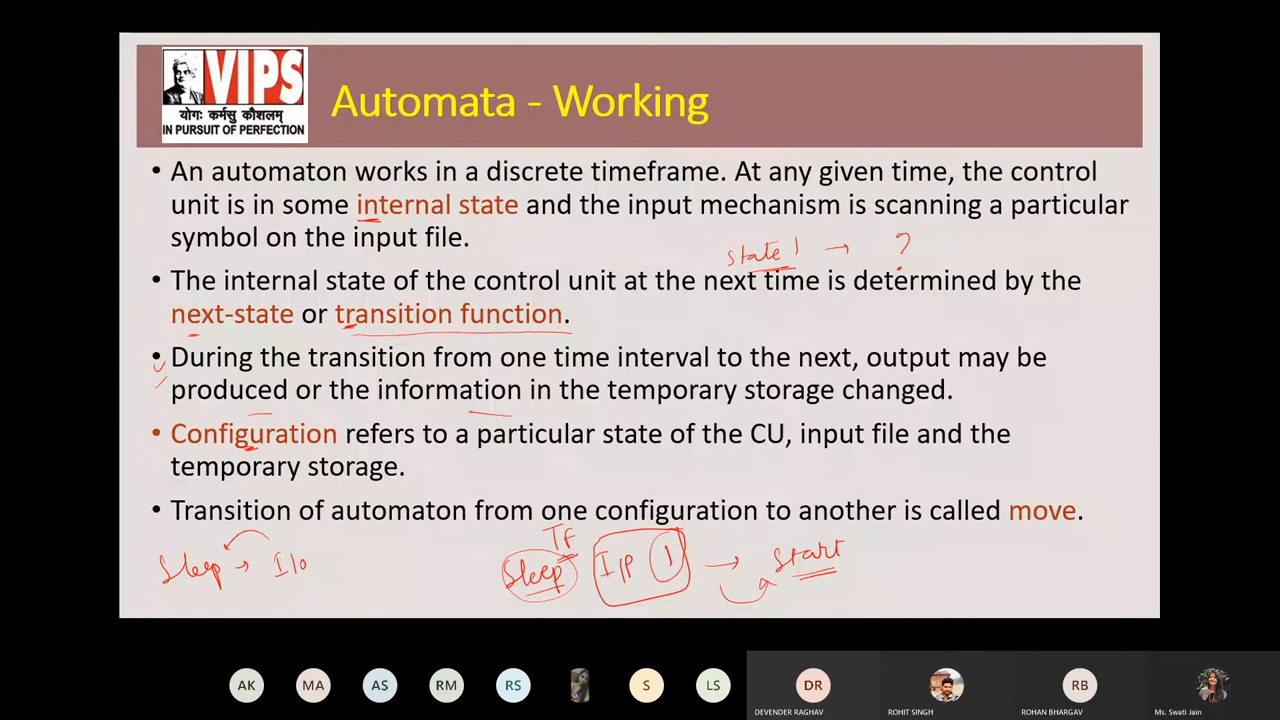 VIPS
योगः कर्मसु कौशलम्
IN PURSUIT OF PERFECTION
Automata - Working
• An automaton works in a discrete timeframe. At any given time, the control
unit is in some internal state and the input mechanism is scanning a particular
symbol on the input file.
State 1 → ?
• The internal state of the control unit at the next time is determined by the
next-state or transition function.
• During the transition from one time interval to the next, output may be
produced or the information in the temporary storage changed.
• Configuration refers to a particular state of the CU, input file and the
temporary storage.
• Transition of automaton from one configuration to another is called move.
Tf
Sleep → I/o
Sleep I/P 1 → Start
AK MA AS RM RS S LS DR RB
DEVENDER RAGHAV ROHIT SINGH ROHAN BHARGAV Ms. Swati Jain